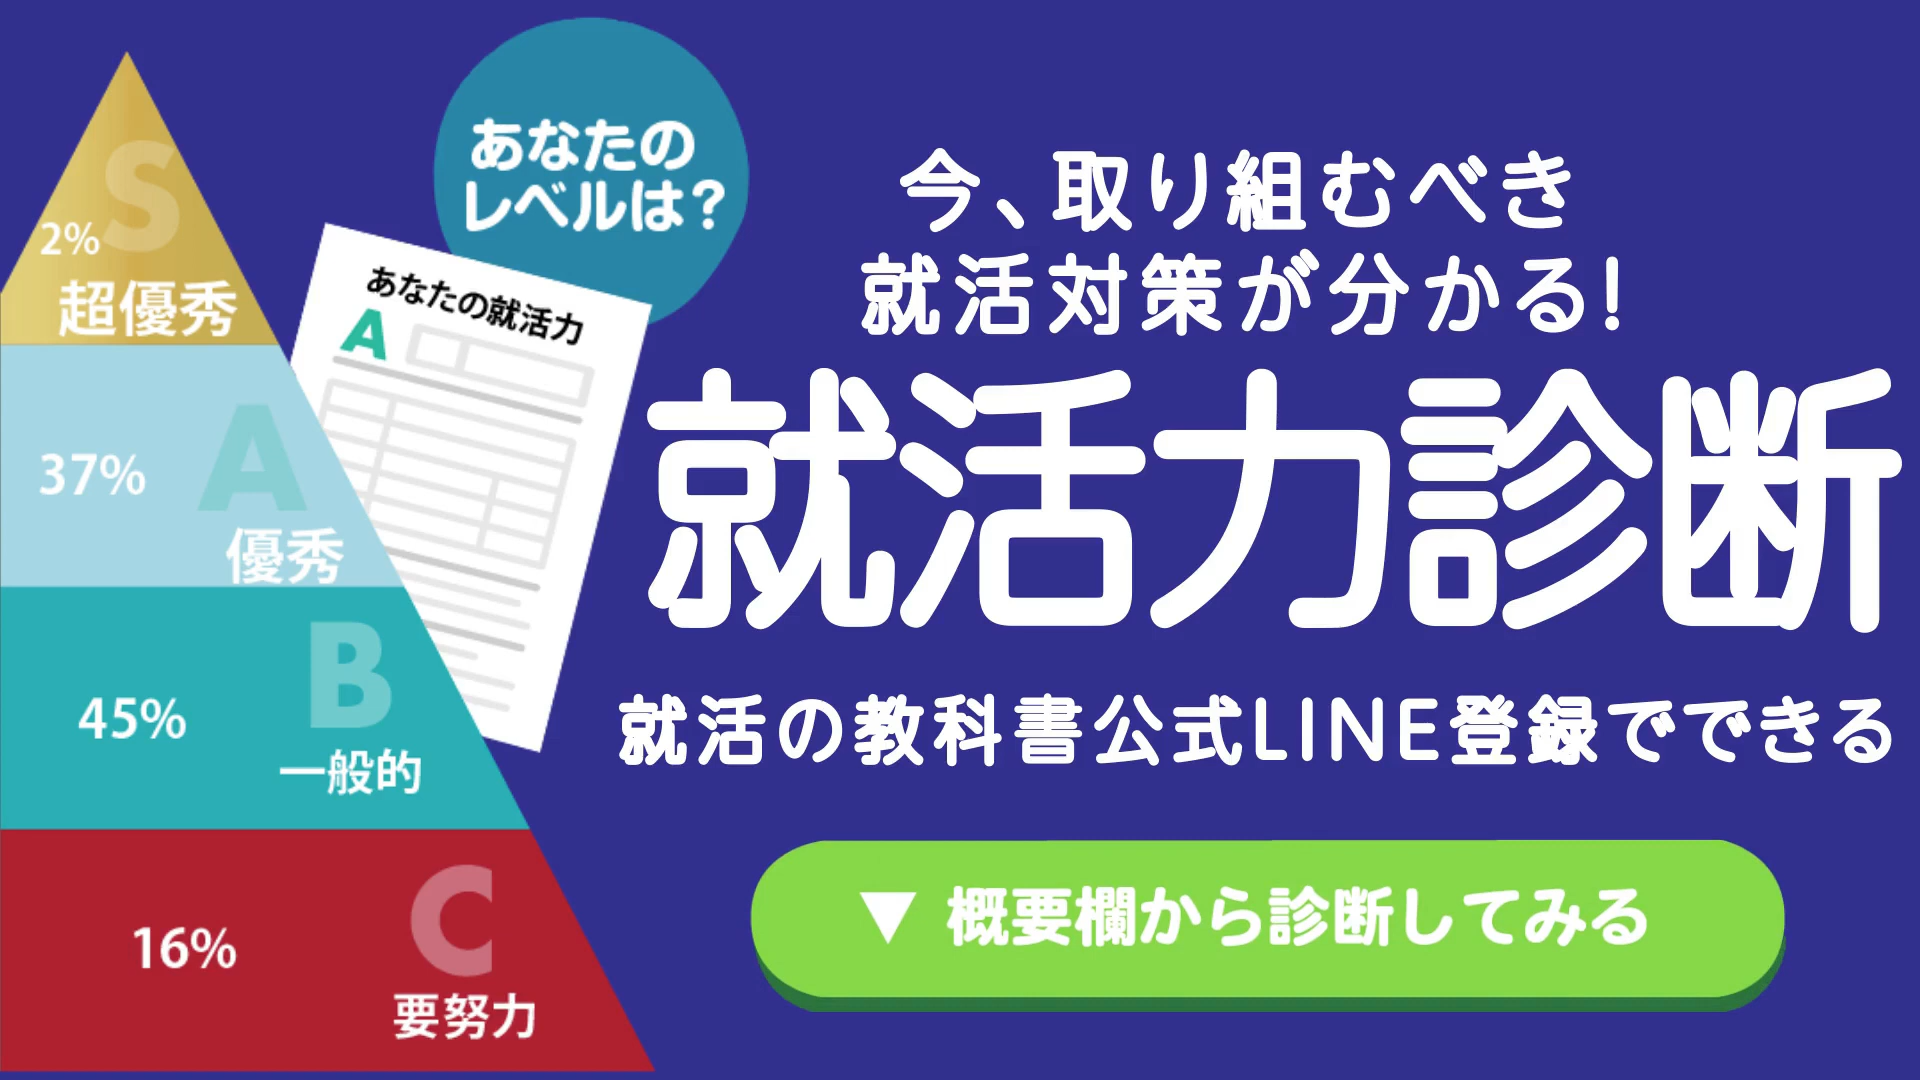 あなたの
レベルは？
今、取り組むべき
就活対策が分かる！
就活力診断
就活の教科書公式LINE登録でできる
▼ 概要欄から診断してみる
あなたの就活力
A
S
2%
超優秀
A
37%
優秀
B
45%
一般的
C
16%
要努力